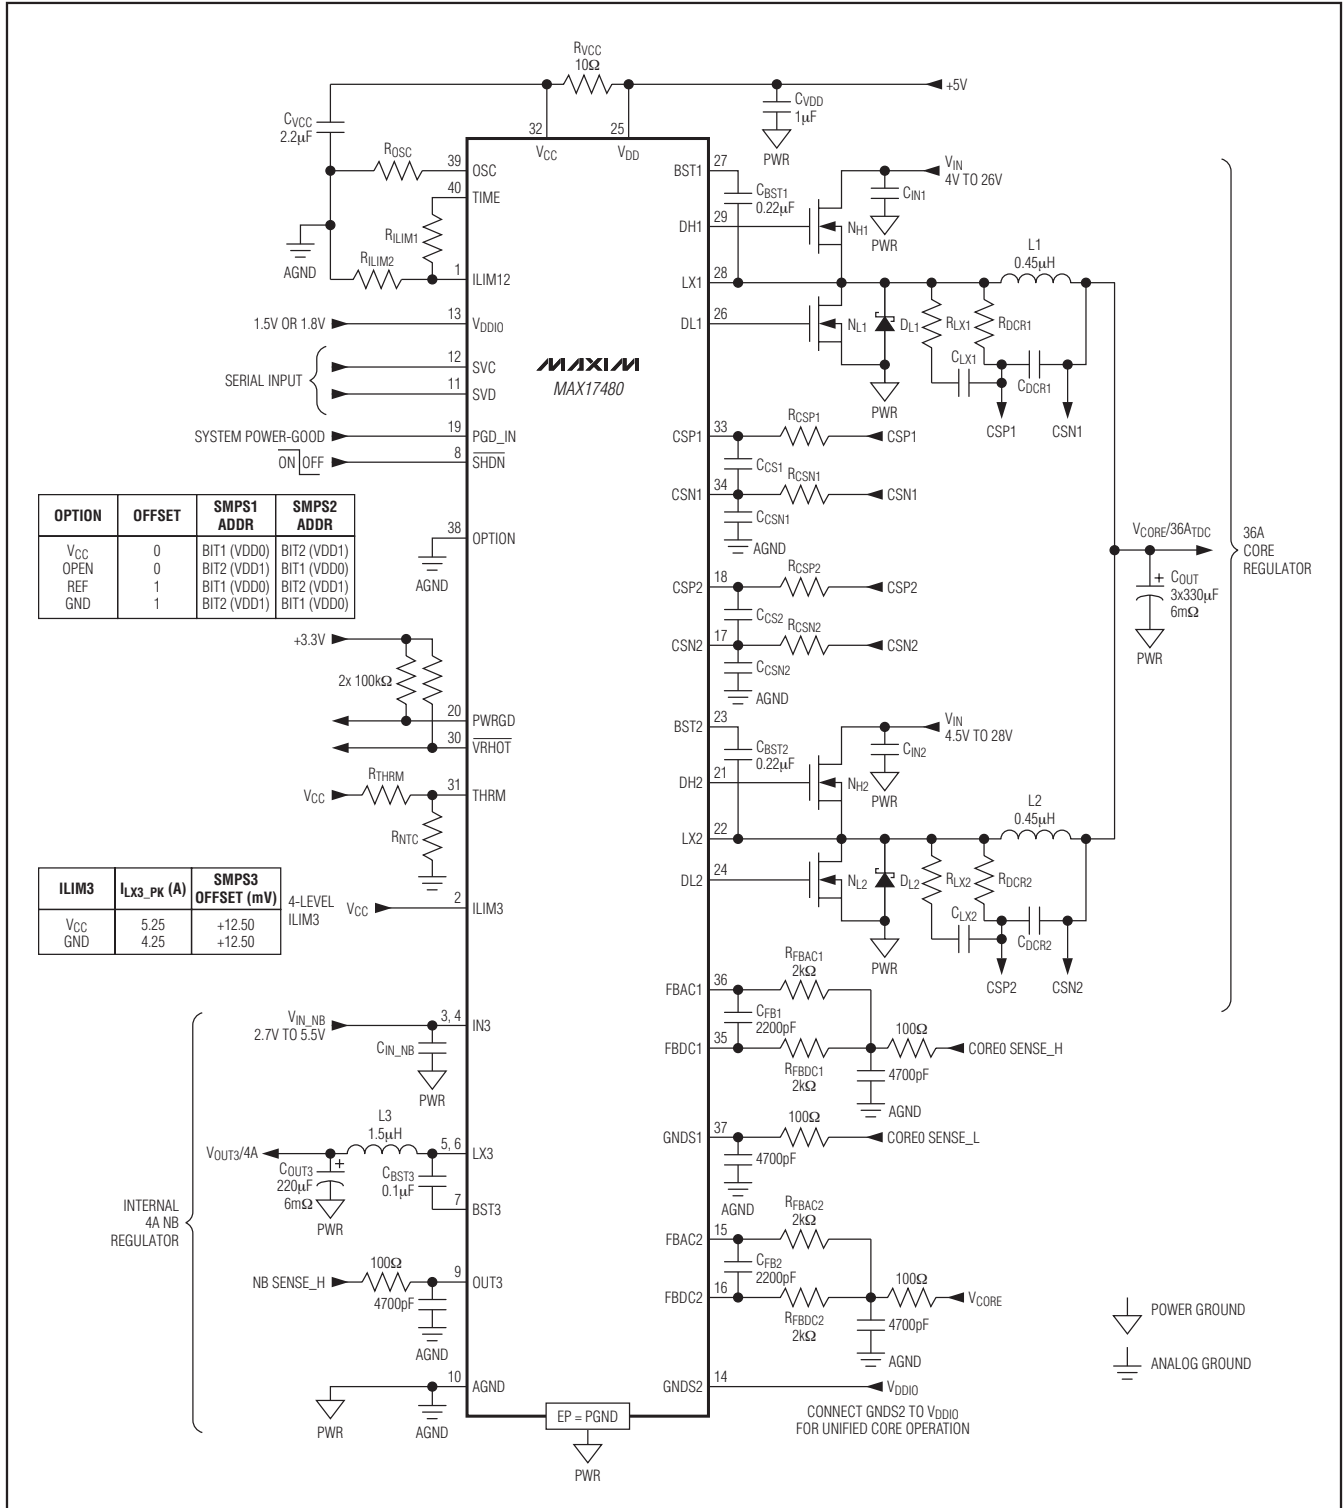 RVCC
10Ω
+5V
CVCC
2.2µF
CVDD
1µF
PWR
32
25
VCC
VDD
ROSC
39
OSC
40
TIME
RILIM1
AGND
RILIM2
1
ILIM12
1.5V OR 1.8V
13
VDDIO
12
SVC
SERIAL INPUT
11
SVD
SYSTEM POWER-GOOD
19
PGD_IN
ON OFF
8
SHDN
MAXIM
MAX17480
BST1
27
CBST1
0.22µF
VIN
4V TO 26V
CIN1
PWR
DH1
29
NH1
LX1
28
L1
0.45µH
DL1
26
NL1
DL1
RLX1
RDCR1
CLX1
CDCR1
PWR
CSP1
CSN1
CSP1
33
RCSP1
CSP1
CCS1
CSN1
34
RCSN1
CSN1
CCSN1
AGND
OPTION OFFSET SMPS1 ADDR SMPS2 ADDR
VCC 0 BIT1 (VDD0) BIT2 (VDD1)
OPEN 0 BIT2 (VDD1) BIT1 (VDD0)
REF 1 BIT1 (VDD0) BIT2 (VDD1)
GND 1 BIT2 (VDD1) BIT1 (VDD0)
38
OPTION
AGND
VCORE/36ATDC
36A
CORE
REGULATOR
COUT
+
3x330µF
6mΩ
PWR
CSP2
18
RCSP2
CSP2
CCS2
CSN2
17
RCSN2
CSN2
CCSN2
AGND
+3.3V
2x 100kΩ
20
PWRGD
30
VRHOT
RTHRM
VCC
31
THRM
RNTC
BST2
23
CBST2
0.22µF
VIN
4.5V TO 28V
CIN2
PWR
DH2
21
NH2
LX2
22
L2
0.45µH
DL2
24
NL2
DL2
RLX2
RDCR2
CLX2
CDCR2
PWR
CSP2
CSN2
ILIM3 ILX3_PK (A) SMPS3 OFFSET (mV)
VCC 5.25 +12.50
GND 4.25 +12.50
4-LEVEL
ILIM3
VCC
2
ILIM3
VIN_NB
2.7V TO 5.5V
3, 4
IN3
CIN_NB
PWR
L3
1.5µH
VOUT3/4A
5, 6
LX3
COUT3
+
220µF
6mΩ
PWR
CBST3
0.1µF
7
BST3
INTERNAL
4A NB
REGULATOR
NB SENSE_H
100Ω
9
OUT3
4700pF
AGND
10
AGND
PWR
AGND
EP = PGND
PWR
FBAC1
36
RFBAC1
2kΩ
CFB1
2200pF
FBDC1
35
RFBDC1
2kΩ
100Ω
CORE0 SENSE_H
4700pF
AGND
GNDS1
37
100Ω
CORE0 SENSE_L
4700pF
AGND
FBAC2
15
RFBAC2
2kΩ
CFB2
2200pF
FBDC2
16
RFBDC2
2kΩ
100Ω
VCORE
4700pF
AGND
GNDS2
14
VDDIO
CONNECT GNDS2 TO VDDIO
FOR UNIFIED CORE OPERATION
POWER GROUND
ANALOG GROUND